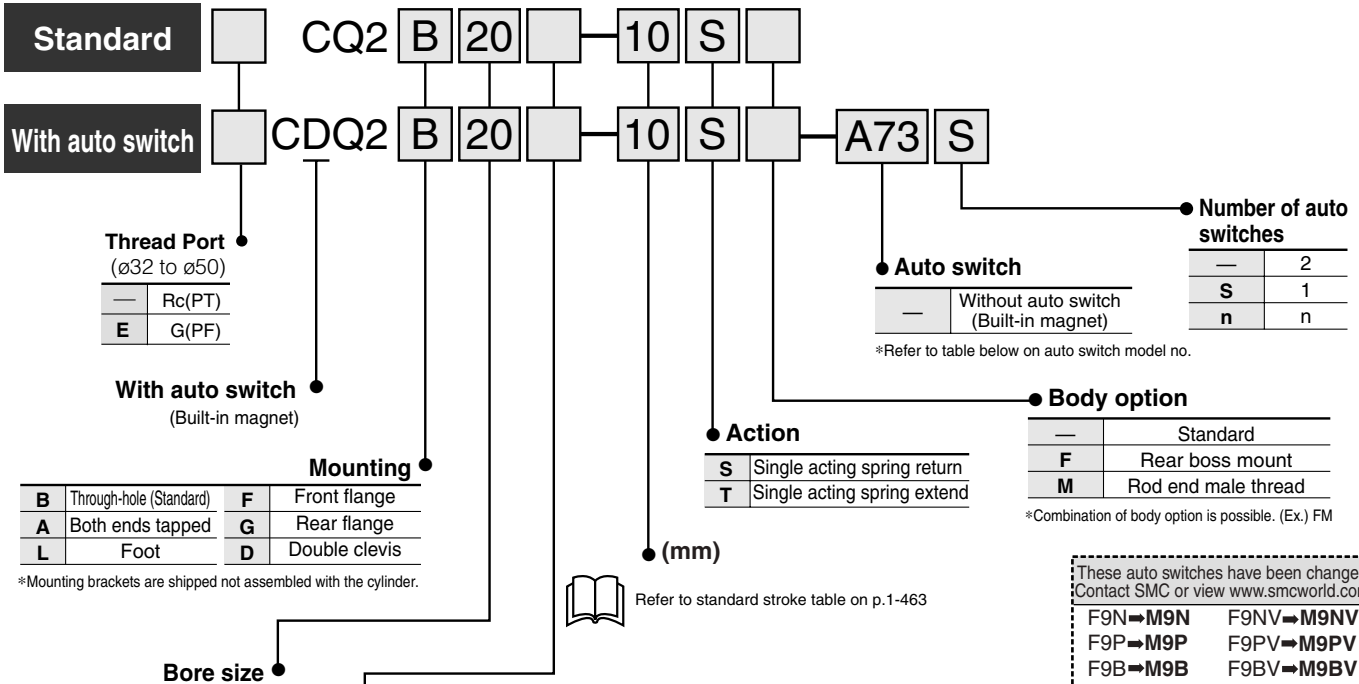 Standard CQ2 B 20 — 10 S
With auto switch CDQ2 B 20 — 10 S — A73 S
Thread Port
(ø32 to ø50)
— Rc(PT)
E G(PF)
With auto switch
(Built-in magnet)
Mounting
B Through-hole (Standard) F Front flange
A Both ends tapped G Rear flange
L Foot D Double clevis
*Mounting brackets are shipped not assembled with the cylinder.
Bore size
(mm)
Refer to standard stroke table on p.1-463
Action
S Single acting spring return
T Single acting spring extend
Auto switch
— Without auto switch
(Built-in magnet)
*Refer to table below on auto switch model no.
Number of auto
switches
— 2
S 1
n n
Body option
— Standard
F Rear boss mount
M Rod end male thread
*Combination of body option is possible. (Ex.) FM
These auto switches have been change
Contact SMC or view www.smcworld.con
F9N➡M9N F9NV➡M9NV
F9P➡M9P F9PV➡M9PV
F9B➡M9B F9BV➡M9BV